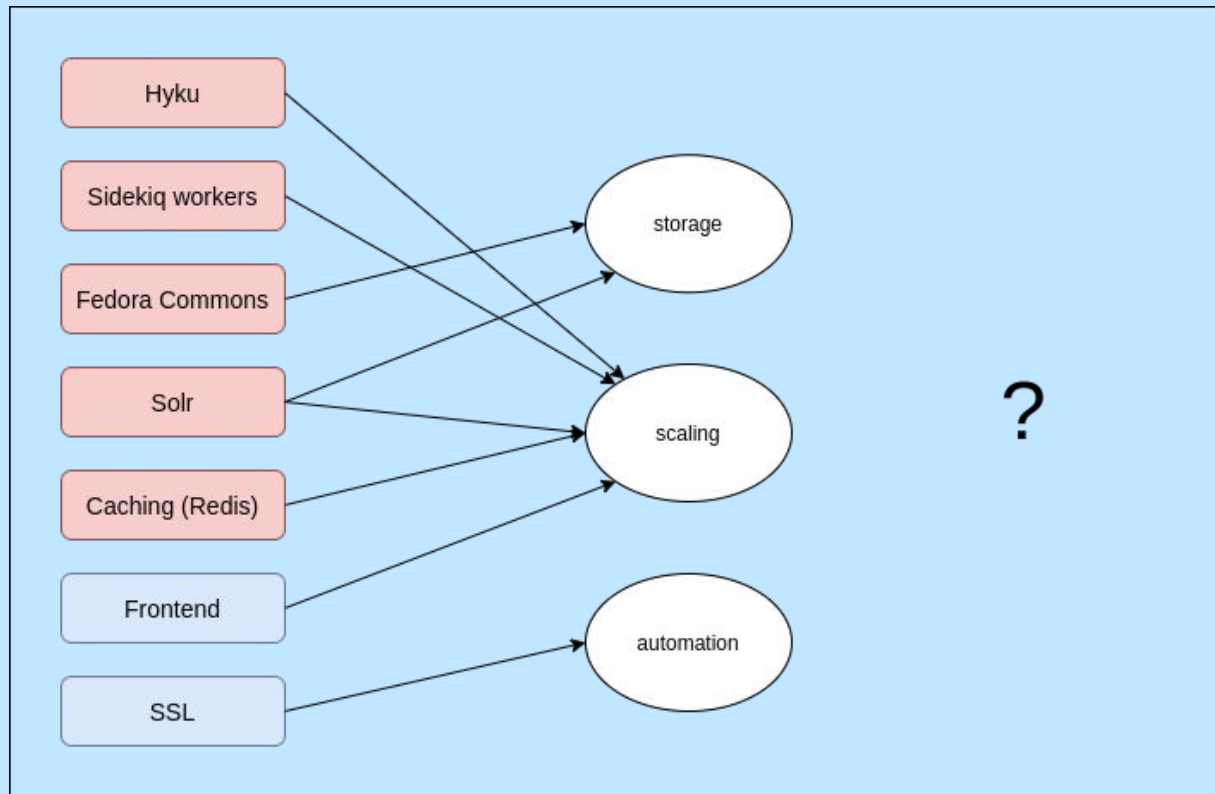 Hyku
Sidekiq workers
Fedora Commons
Solr
Caching (Redis)
Frontend
SSL
storage
scaling
automation
?